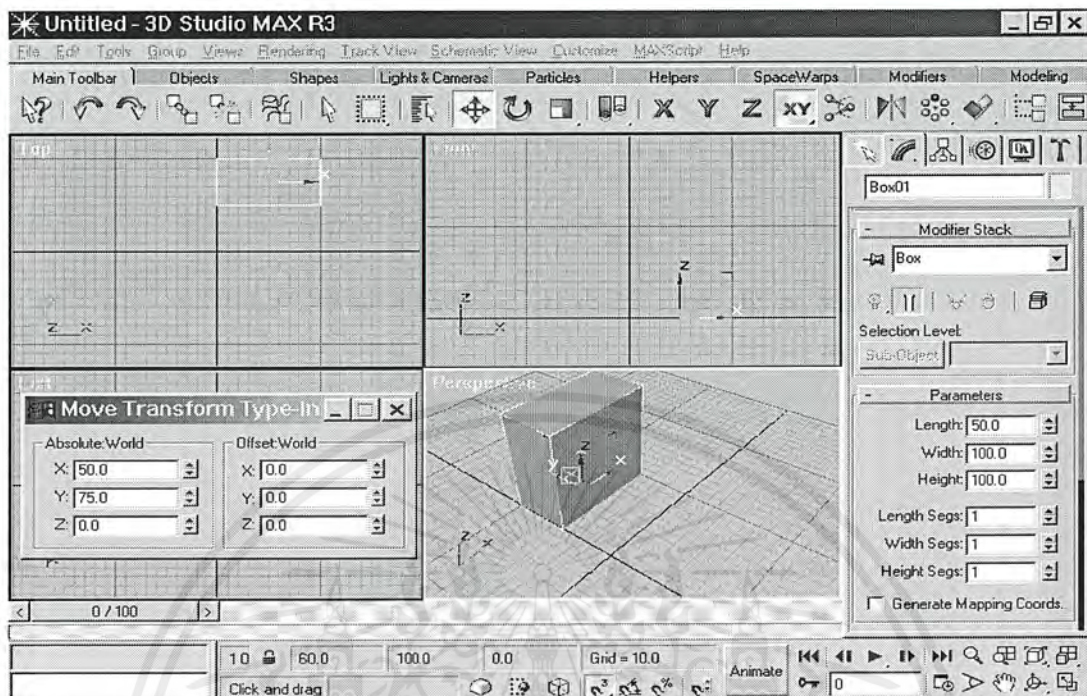 Untitled - 3D Studio MAX R3
File Edit Tools Group Views Rendering Track View Schematic View Customize MAXScript Help
Main Toolbar Objects Shapes Lights & Cameras Particles Helpers SpaceWarps Modifiers Modeling
X Y Z XY
Top
X
Z X
Z
X
Z
X
Perspective
Z
X
Z X
Move Transform Type-In
Absolute:World Offset:World
X: 50.0 X: 0.0
Y: 75.0 Y: 0.0
Z: 0.0 Z: 0.0
Box01
- Modifier Stack
Box
Selection Level:
Sub-Object
- Parameters
Length: 50.0
Width: 100.0
Height: 100.0
Length Segs: 1
Width Segs: 1
Height Segs: 1
Generate Mapping Coords.
< 0 / 100 >
1 0 60.0 100.0 0.0 Grid = 10.0
Animate
0
Click and drag